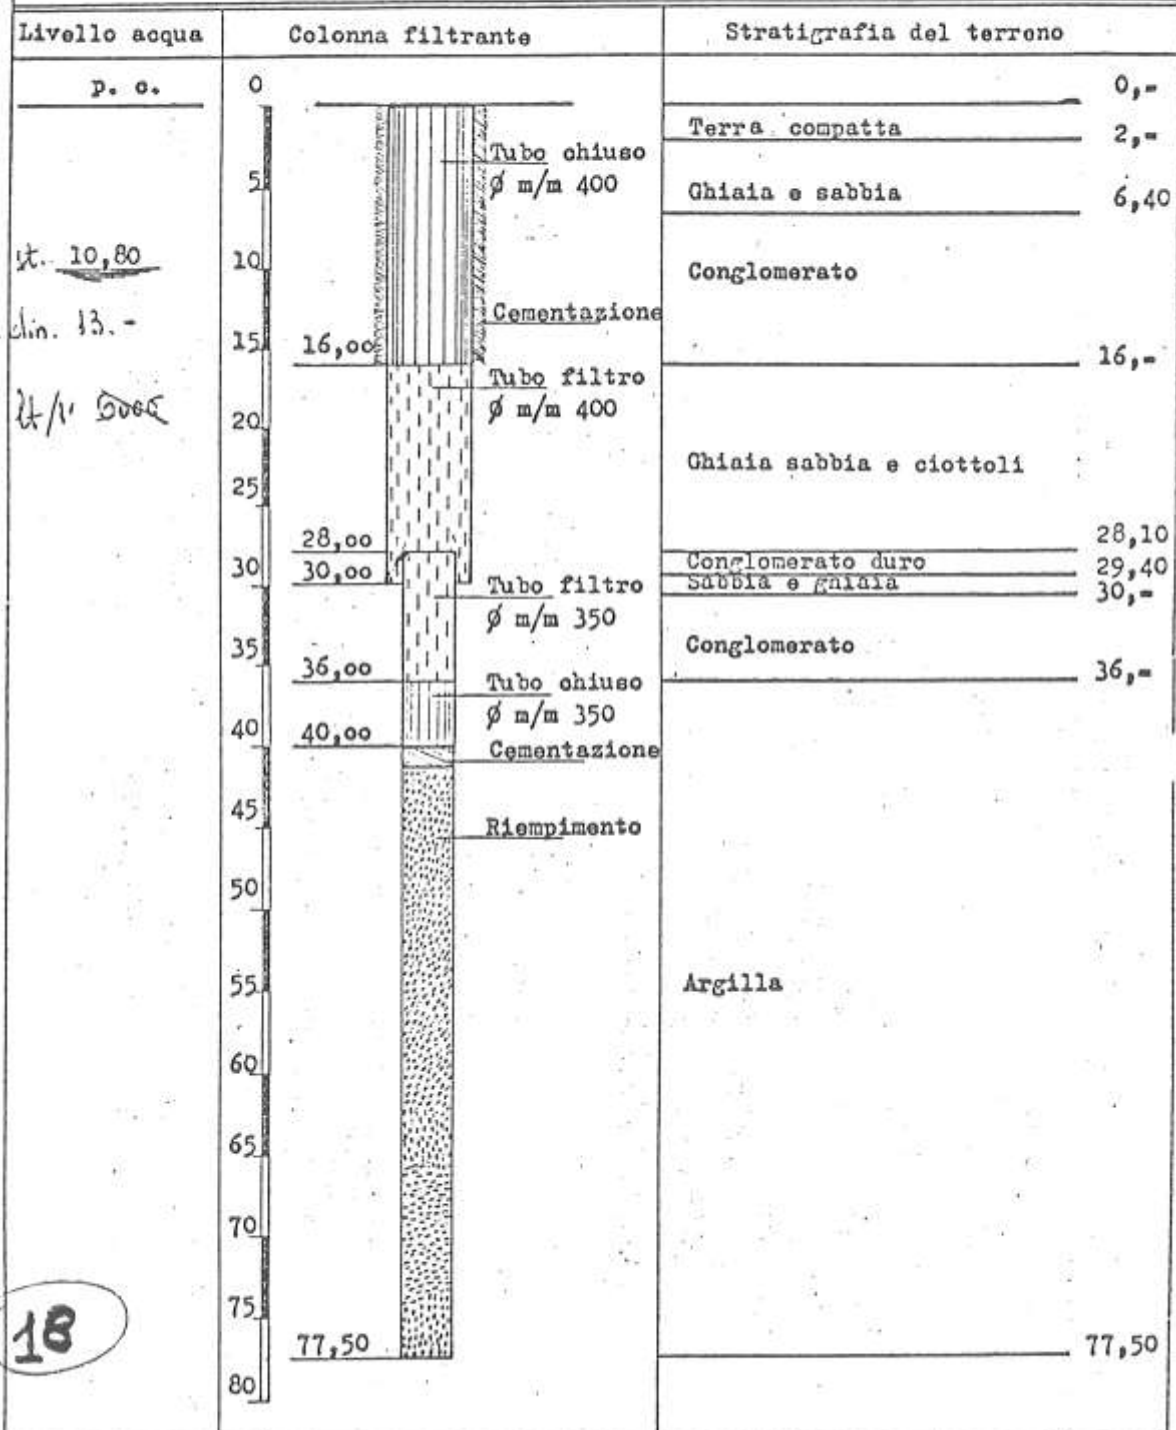 Livello acqua
Colonna filtrante
Stratigrafia del terreno
p. c.
0
0,=
Terra compatta
2,=
Tubo chiuso
ø m/m 400
5
Ghiaia e sabbia
6,40
st. 10,80
10
Conglomerato
Cementazione
din. 13.-
15
16,00
16,=
Tubo filtro
ø m/m 400
20
Ghiaia sabbia e ciottoli
25
28,00
28,10
Conglomerato duro
29,40
30
30,00
Sabbia e ghiaia
30,=
Tubo filtro
ø m/m 350
35
Conglomerato
36,00
36,=
Tubo chiuso
ø m/m 350
40
40,00
Cementazione
45
Riempimento
50
55
Argilla
60
65
70
75
18
77,50
77,50
80